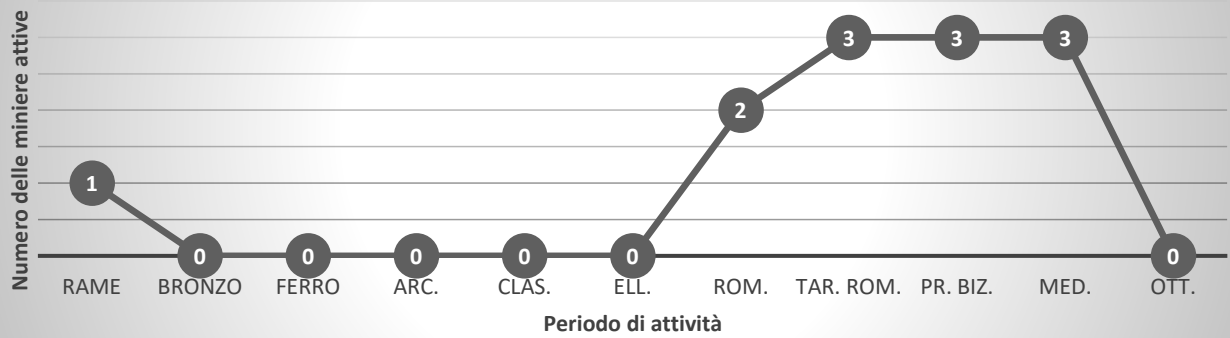 Numero delle miniere attive
3 3 3
2
1
0 0 0 0 0 0
RAME BRONZO FERRO ARC. CLAS. ELL. ROM. TAR. ROM. PR. BIZ. MED. OTT.
Periodo di attività